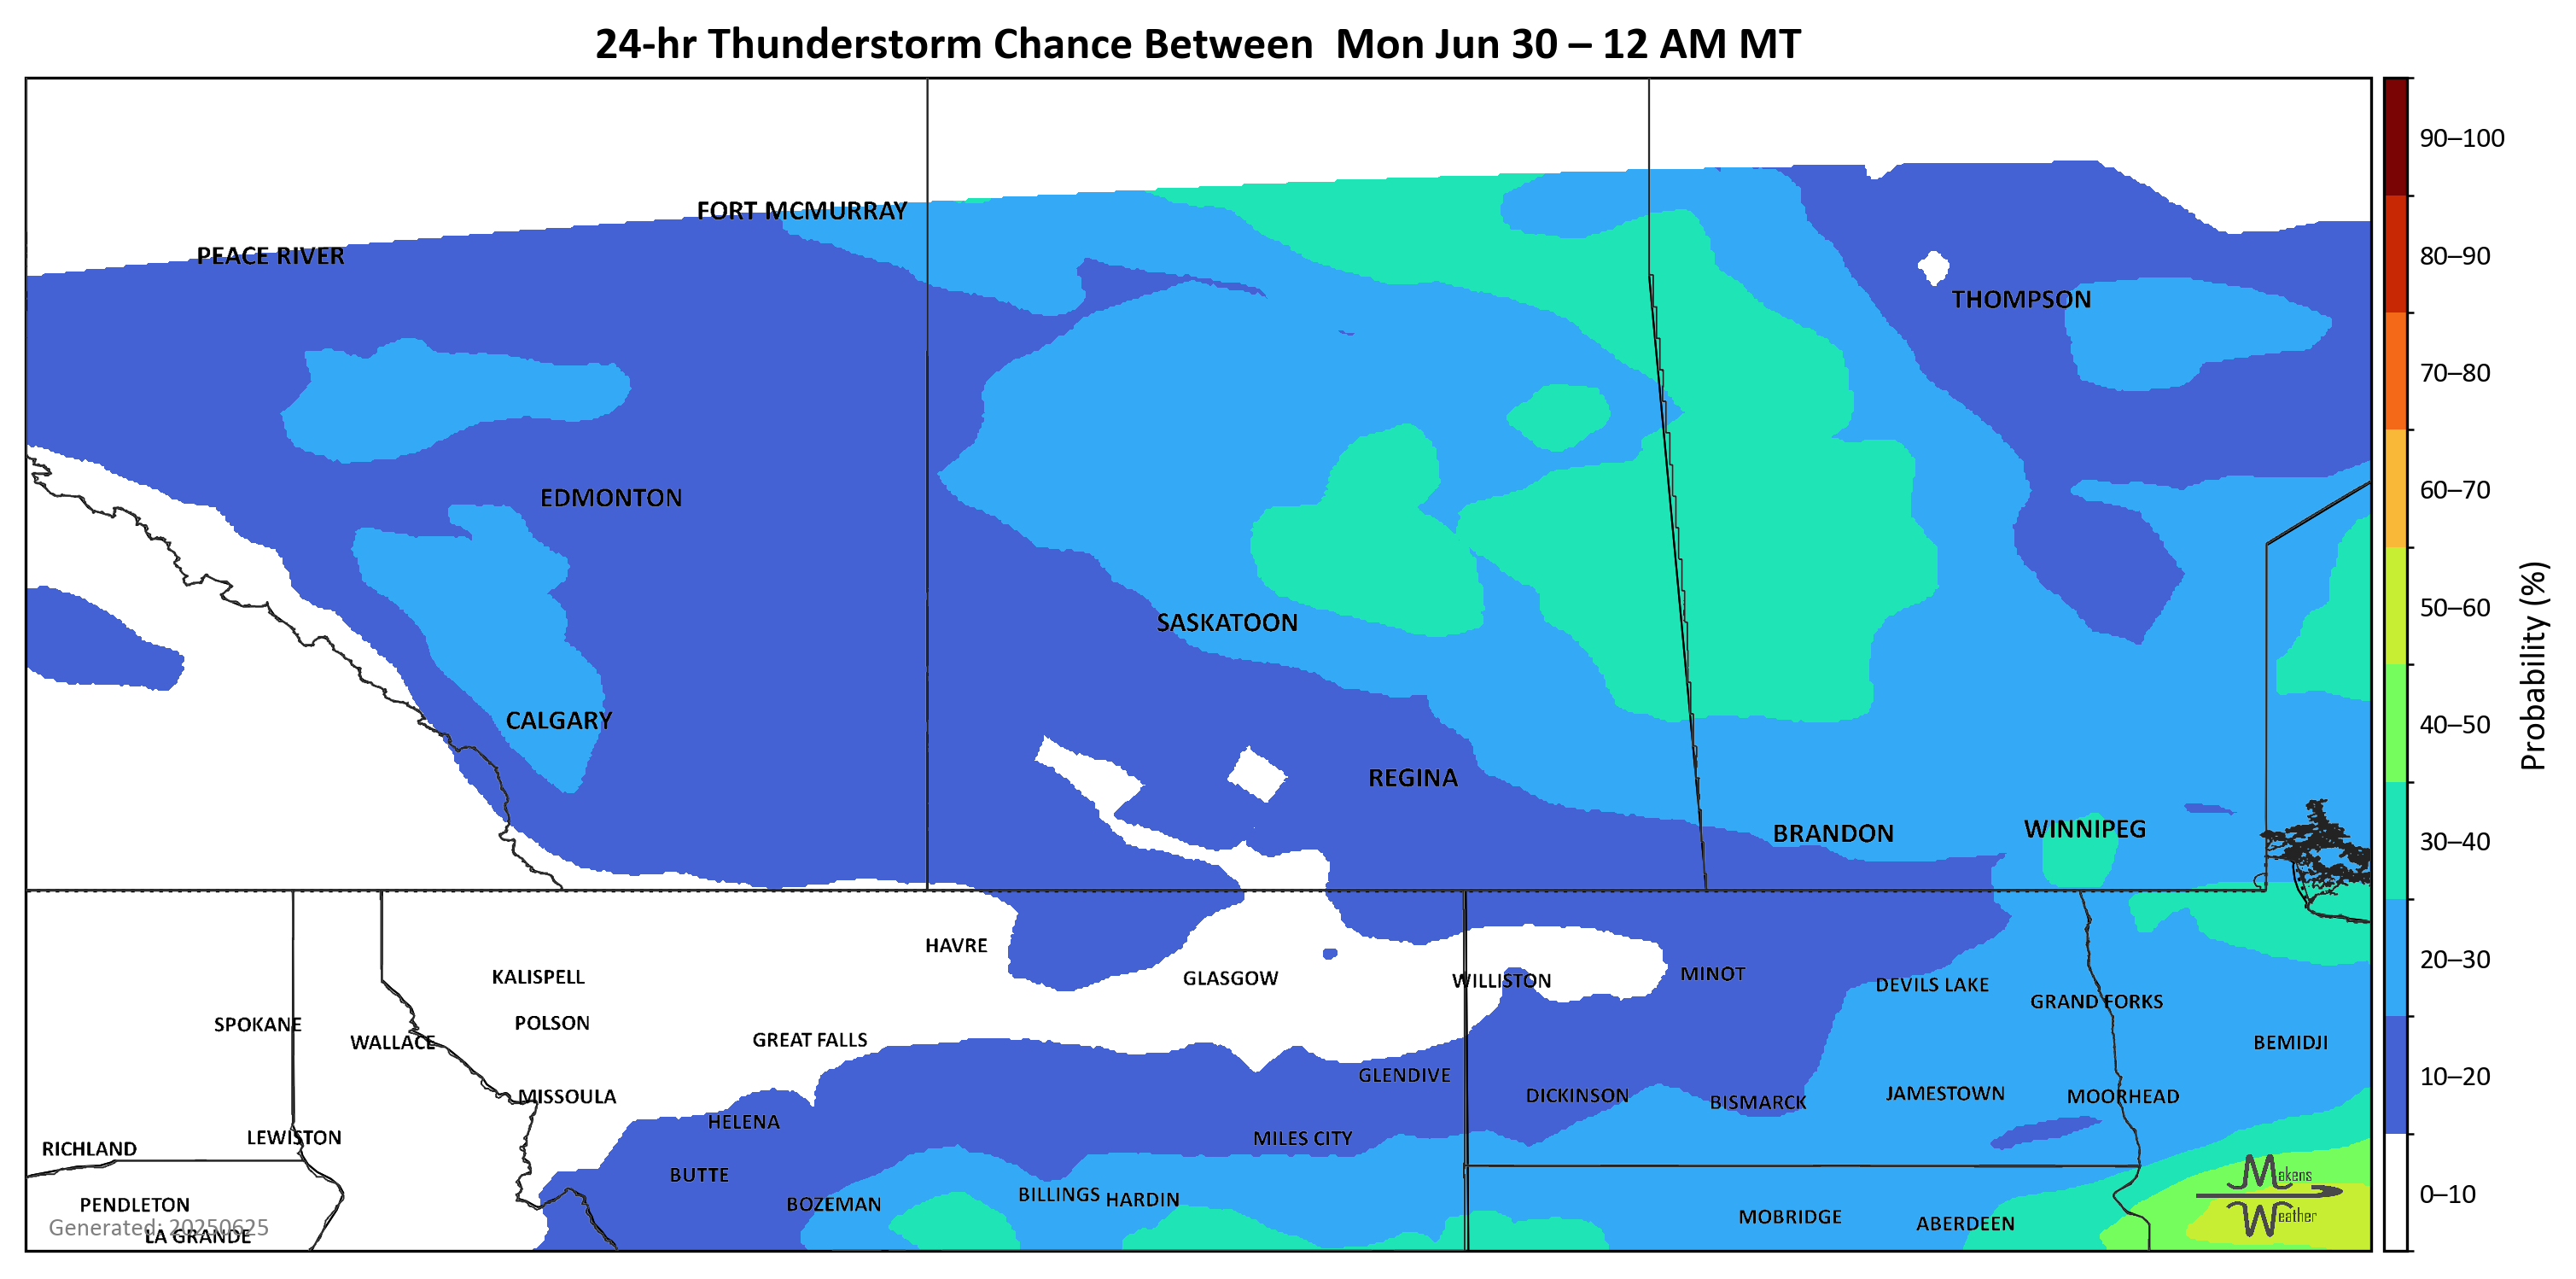 24-hr Thunderstorm Chance Between  Mon Jun 30 – 12 AM MT
90–100
FORT MCMURRAY
PEACE RIVER
80–90
THOMPSON
70–80
60–70
EDMONTON
50–60
SASKATOON
Probability (%)
CALGARY
40–50
REGINA
WINNIPEG
BRANDON
30–40
HAVRE
20–30
KALISPELL
GLASGOW
WILLISTON
MINOT
DEVILS LAKE
GRAND FORKS
SPOKANE
POLSON
WALLACE
GREAT FALLS
BEMIDJI
GLENDIVE
10–20
MISSOULA
DICKINSON
BISMARCK
JAMESTOWN
MOORHEAD
HELENA
LEWISTON
MILES CITY
RICHLAND
BUTTE
Makens
Weather
0–10
PENDLETON
BOZEMAN
BILLINGS
HARDIN
MOBRIDGE
ABERDEEN
Generated: 20250625
LA GRANDE